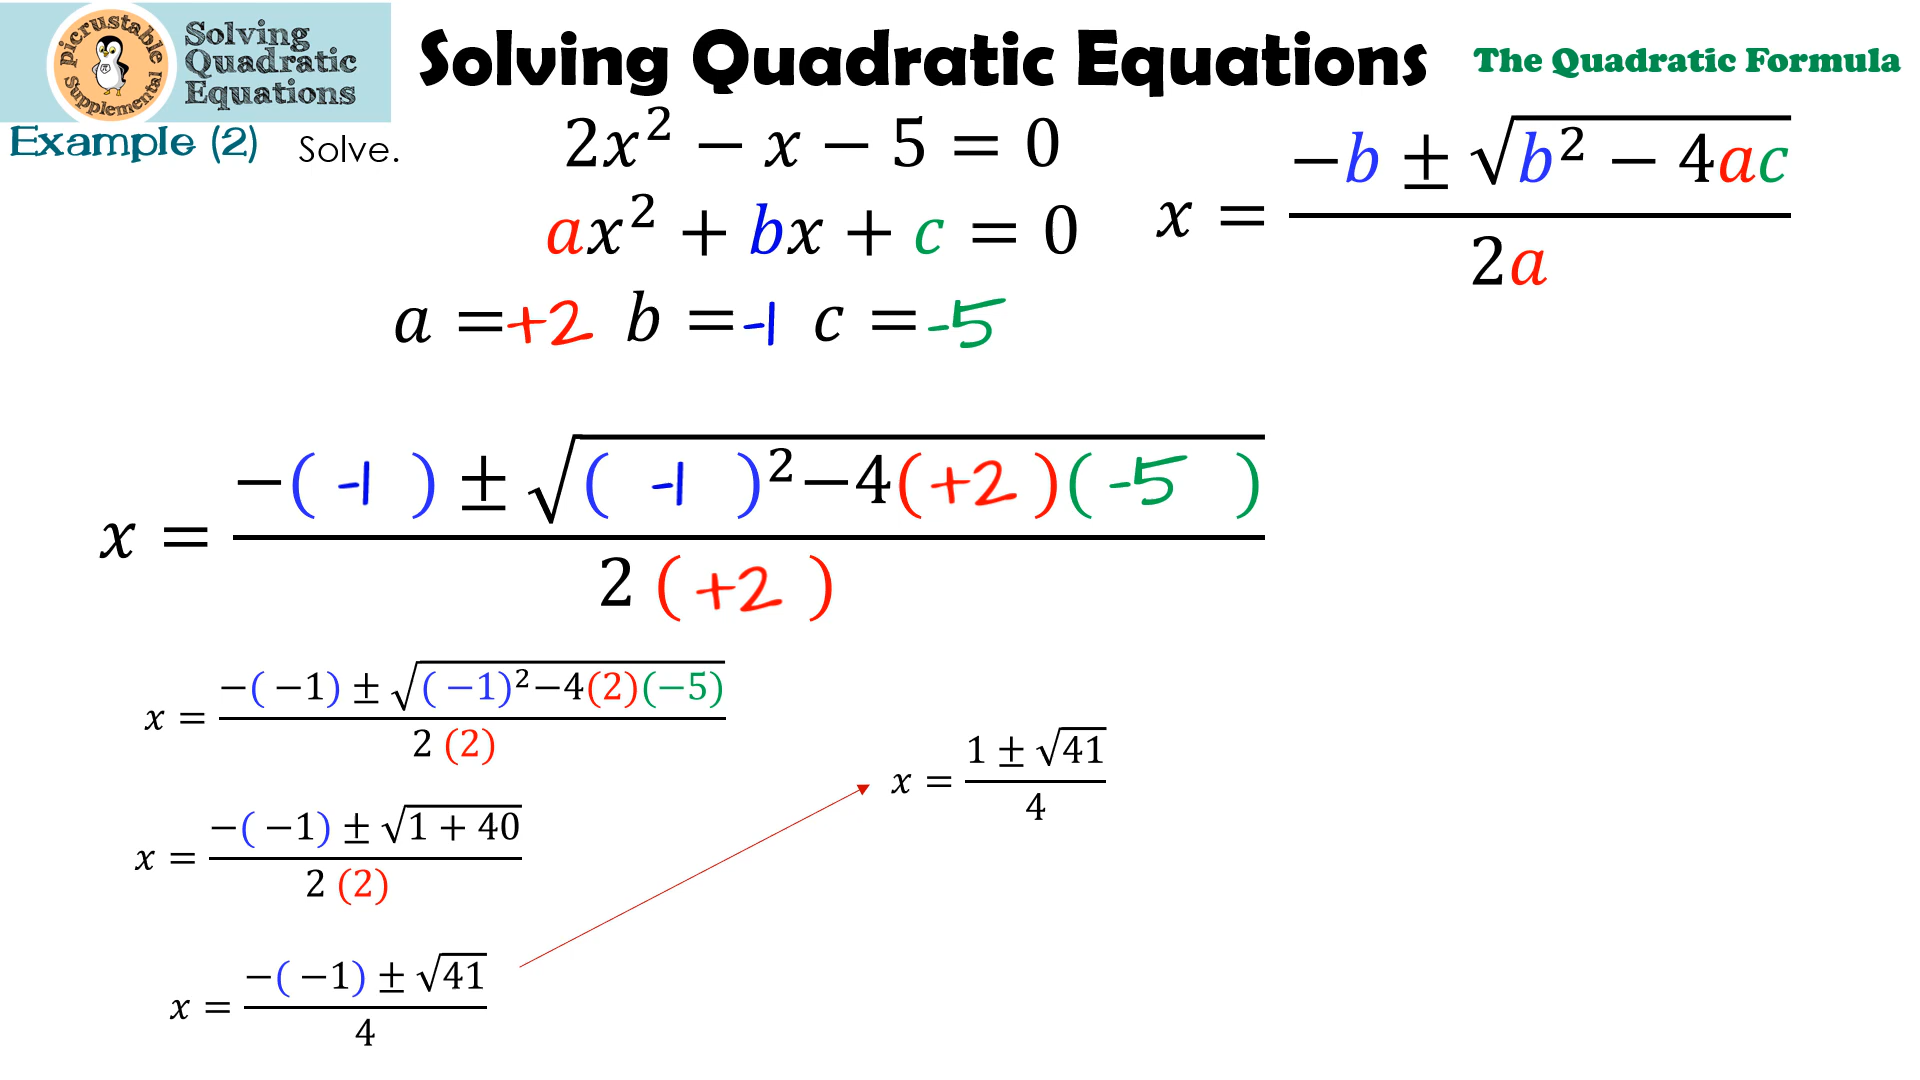 picrustable
Supplemental
Solving
Quadratic
Equations
Solving Quadratic Equations
The Quadratic Formula
Example (2) Solve.
2x² − x − 5 = 0
ax² + bx + c = 0
x = (−b ± √(b² − 4ac)) / (2a)
a = +2 b = -1 c = -5
x = (−( -1 ) ± √(( -1 )² −4( +2 )( -5 ))) / (2 ( +2 ))
x = (−( −1) ± √(( −1)² −4(2)(−5))) / (2 (2))
x = (−( −1) ± √(1 + 40)) / (2 (2))
x = (−( −1) ± √41) / 4
x = (1 ± √41) / 4